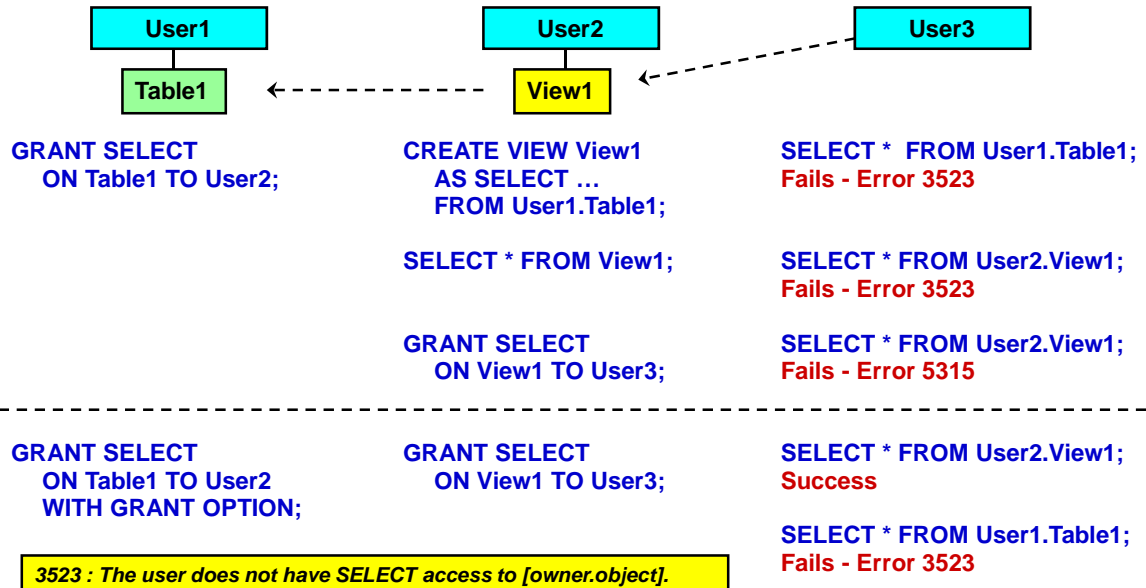 User1
User2
User3
Table1
View1
GRANT SELECT
ON Table1 TO User2;
CREATE VIEW View1
AS SELECT …
FROM User1.Table1;
SELECT * FROM User1.Table1;
Fails - Error 3523
SELECT * FROM View1;
SELECT * FROM User2.View1;
Fails - Error 3523
GRANT SELECT
ON View1 TO User3;
SELECT * FROM User2.View1;
Fails - Error 5315
GRANT SELECT
ON Table1 TO User2
WITH GRANT OPTION;
GRANT SELECT
ON View1 TO User3;
SELECT * FROM User2.View1;
Success
SELECT * FROM User1.Table1;
Fails - Error 3523
3523 : The user does not have SELECT access to [owner.object].